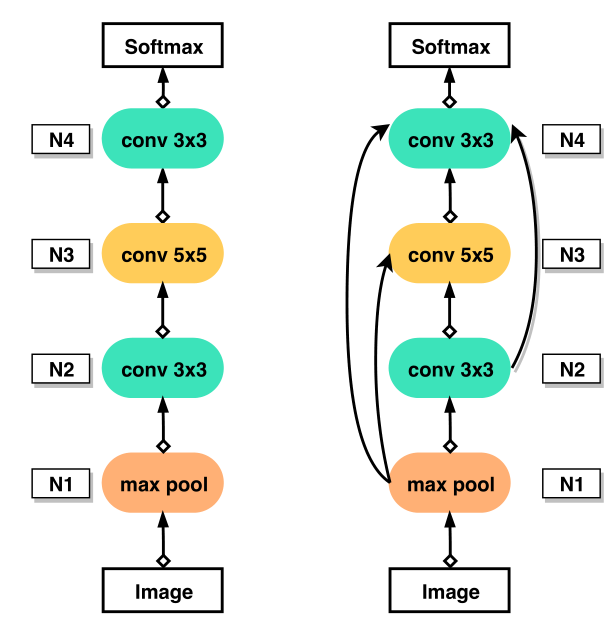 Softmax
N4
conv 3x3
N3
conv 5x5
N2
conv 3x3
N1
max pool
Image
Softmax
conv 3x3
N4
conv 5x5
N3
conv 3x3
N2
max pool
N1
Image